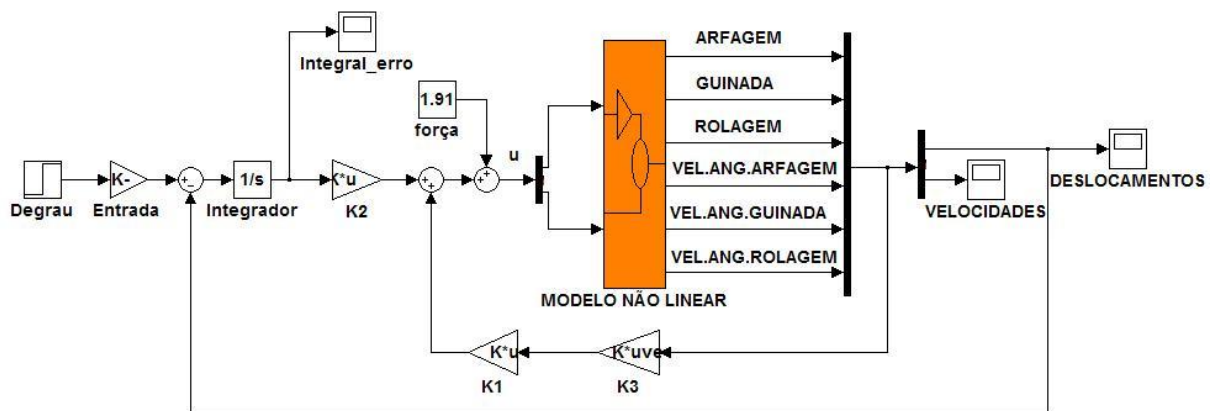 ARFAGEM
GUINADA
ROLAGEM
VEL.ANG.ARFAGEM
VEL.ANG.GUINADA
VEL.ANG.ROLAGEM
Integral_erro
1.91
força
u
Degrau
K-
Entrada
1/s
Integrador
K*u
K2
MODELO NÃO LINEAR
DESLOCAMENTOS
VELOCIDADES
K*u
K1
K*uve
K3